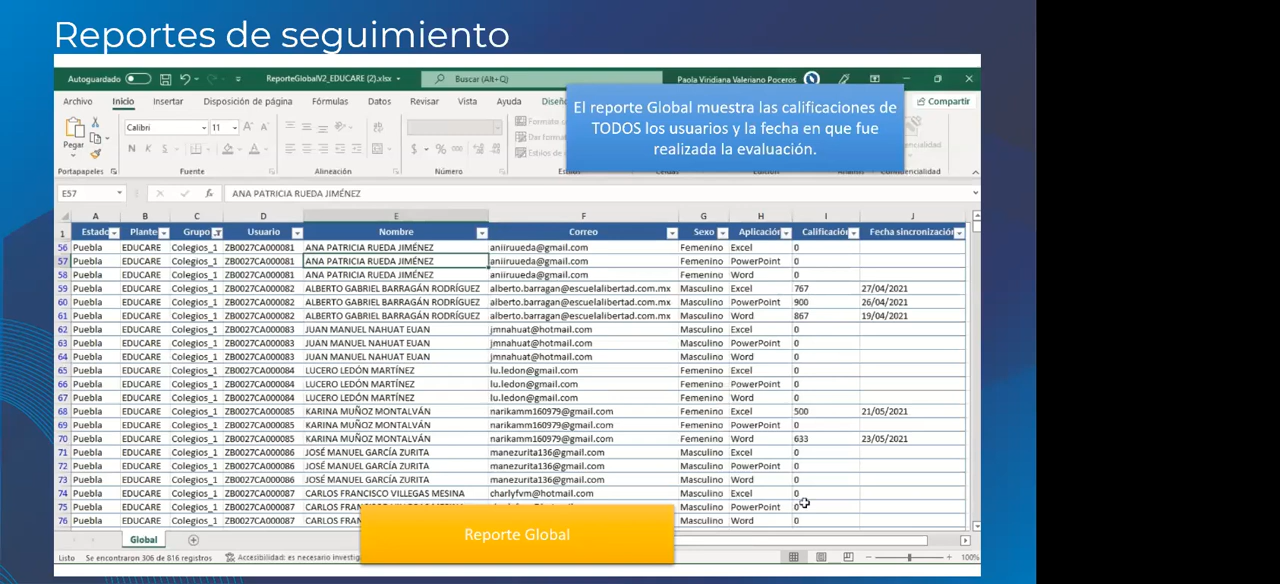 Reportes de seguimiento
Autoguardado ReporteGlobalV2_EDUCARE (2).xlsx Buscar (Alt+Q) Paola Viridiana Valeriano Poceros
Archivo Inicio Insertar Disposición de página Fórmulas Datos Revisar Vista Ayuda Compartir
El reporte Global muestra las calificaciones de
TODOS los usuarios y la fecha en que fue
realizada la evaluación.
Calibri 11
Pegar
N K S
$ % 000
Portapapeles Fuente Alineación Número
E57 fx ANA PATRICIA RUEDA JIMÉNEZ
A B C D E F G H I J
1 Estado Plante Grupo Usuario Nombre Correo Sexo Aplicación Calificación Fecha sincronización
56 Puebla EDUCARE Colegios_1 ZB0027CA000081 ANA PATRICIA RUEDA JIMÉNEZ aniiruueda@gmail.com Femenino Excel 0
57 Puebla EDUCARE Colegios_1 ZB0027CA000081 ANA PATRICIA RUEDA JIMÉNEZ aniiruueda@gmail.com Femenino PowerPoint 0
58 Puebla EDUCARE Colegios_1 ZB0027CA000081 ANA PATRICIA RUEDA JIMÉNEZ aniiruueda@gmail.com Femenino Word 0
59 Puebla EDUCARE Colegios_1 ZB0027CA000082 ALBERTO GABRIEL BARRAGÁN RODRÍGUEZ alberto.barragan@escuelalibertad.com.mx Masculino Excel 767 27/04/2021
60 Puebla EDUCARE Colegios_1 ZB0027CA000082 ALBERTO GABRIEL BARRAGÁN RODRÍGUEZ alberto.barragan@escuelalibertad.com.mx Masculino PowerPoint 900 26/04/2021
61 Puebla EDUCARE Colegios_1 ZB0027CA000082 ALBERTO GABRIEL BARRAGÁN RODRÍGUEZ alberto.barragan@escuelalibertad.com.mx Masculino Word 867 19/04/2021
62 Puebla EDUCARE Colegios_1 ZB0027CA000083 JUAN MANUEL NAHUAT EUAN jmnahuat@hotmail.com Masculino Excel 0
63 Puebla EDUCARE Colegios_1 ZB0027CA000083 JUAN MANUEL NAHUAT EUAN jmnahuat@hotmail.com Masculino PowerPoint 0
64 Puebla EDUCARE Colegios_1 ZB0027CA000083 JUAN MANUEL NAHUAT EUAN jmnahuat@hotmail.com Masculino Word 0
65 Puebla EDUCARE Colegios_1 ZB0027CA000084 LUCERO LEDÓN MARTÍNEZ lu.ledon@gmail.com Femenino Excel 0
66 Puebla EDUCARE Colegios_1 ZB0027CA000084 LUCERO LEDÓN MARTÍNEZ lu.ledon@gmail.com Femenino PowerPoint 0
67 Puebla EDUCARE Colegios_1 ZB0027CA000084 LUCERO LEDÓN MARTÍNEZ lu.ledon@gmail.com Femenino Word 0
68 Puebla EDUCARE Colegios_1 ZB0027CA000085 KARINA MUÑOZ MONTALVÁN narikamm160979@gmail.com Femenino Excel 500 21/05/2021
69 Puebla EDUCARE Colegios_1 ZB0027CA000085 KARINA MUÑOZ MONTALVÁN narikamm160979@gmail.com Femenino PowerPoint 0
70 Puebla EDUCARE Colegios_1 ZB0027CA000085 KARINA MUÑOZ MONTALVÁN narikamm160979@gmail.com Femenino Word 633 23/05/2021
71 Puebla EDUCARE Colegios_1 ZB0027CA000086 JOSÉ MANUEL GARCÍA ZURITA manezurita136@gmail.com Masculino Excel 0
72 Puebla EDUCARE Colegios_1 ZB0027CA000086 JOSÉ MANUEL GARCÍA ZURITA manezurita136@gmail.com Masculino PowerPoint 0
73 Puebla EDUCARE Colegios_1 ZB0027CA000086 JOSÉ MANUEL GARCÍA ZURITA manezurita136@gmail.com Masculino Word 0
74 Puebla EDUCARE Colegios_1 ZB0027CA000087 CARLOS FRANCISCO VILLEGAS MESINA charlyfvm@hotmail.com Masculino Excel 0
75 Puebla EDUCARE Colegios_1 ZB0027CA000087 CARLOS Masculino PowerPoint 0
76 Puebla EDUCARE Colegios_1 ZB0027CA000087 CARLOS Masculino Word 0
Reporte Global
Global
Listo Se encontraron 306 de 816 registros Accesibilidad: es necesario 100%